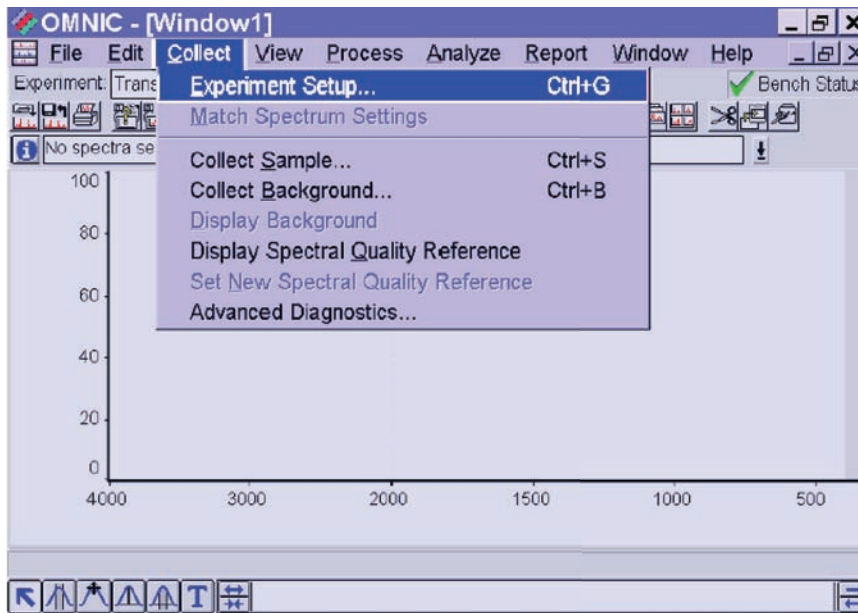 OMNIC - [Window1]
File Edit Collect View Process Analyze Report Window Help
Experiment: Trans
Bench Status
Experiment Setup... Ctrl+G
Match Spectrum Settings
No spectra se
Collect Sample... Ctrl+S
Collect Background... Ctrl+B
Display Background
Display Spectral Quality Reference
Set New Spectral Quality Reference
Advanced Diagnostics...
100
80
60
40
20
0
4000 3000 2000 1500 1000 500
T